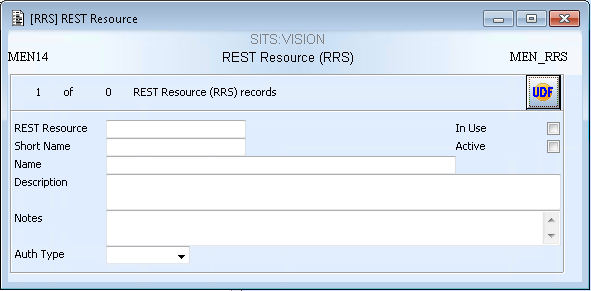 [RRS] REST Resource
SITS:VISION
MEN14 REST Resource (RRS) MEN_RRS
1 of 0 REST Resource (RRS) records UDF
REST Resource In Use
Short Name Active
Name
Description
Notes
Auth Type